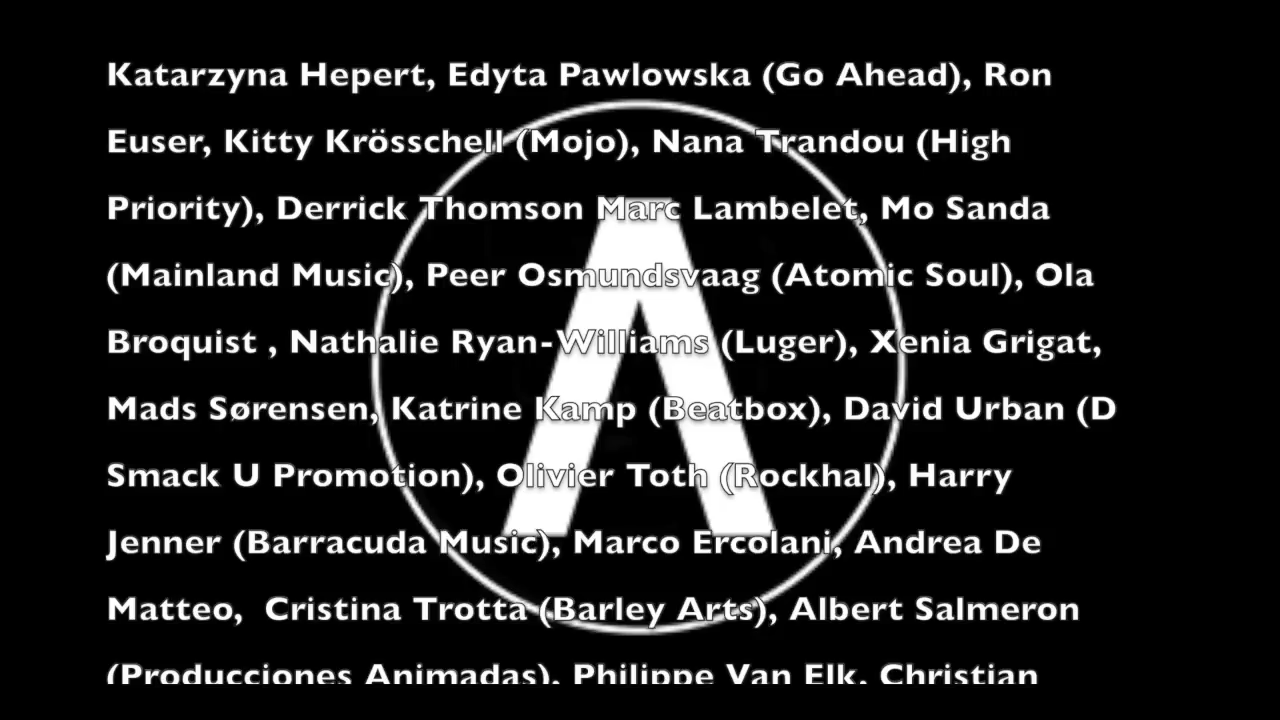 Katarzyna Hepert, Edyta Pawlowska (Go Ahead), Ron
Euser, Kitty Krösschell (Mojo), Nana Trandou (High
Priority), Derrick Thomson Marc Lambelet, Mo Sanda
(Mainland Music), Peer Osmundsvaag (Atomic Soul), Ola
Broquist , Nathalie Ryan-Williams (Luger), Xenia Grigat,
Mads Sørensen, Katrine Kamp (Beatbox), David Urban (D
Smack U Promotion), Olivier Toth (Rockhal), Harry
Jenner (Barracuda Music), Marco Ercolani, Andrea De
Matteo,  Cristina Trotta (Barley Arts), Albert Salmeron
(Producciones Animadas), Philippe Van Elk, Christian